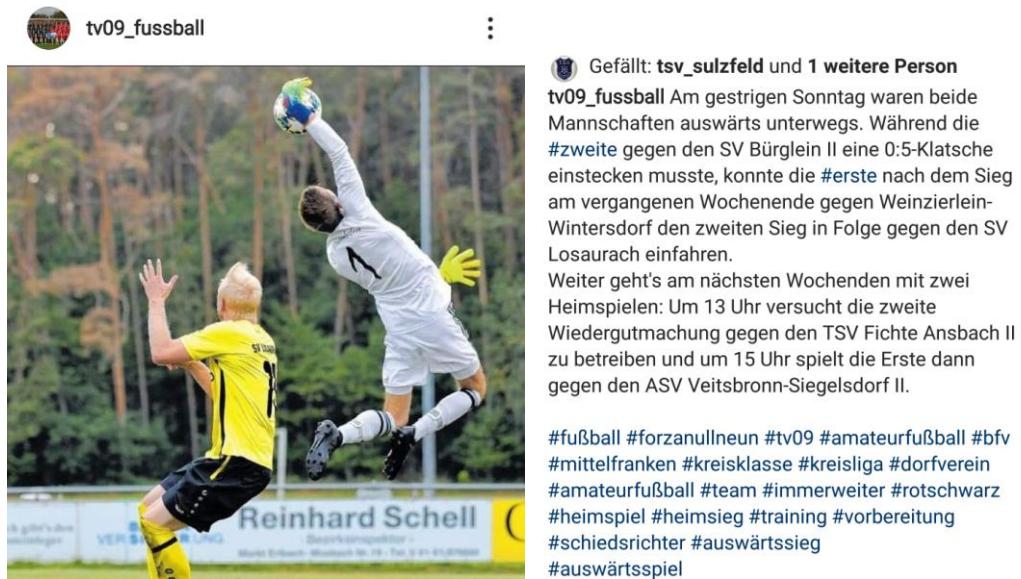 tv09_fussball
1
SV
15
Reinhard Schell
- Bezirksinspektor -
Gefällt: tsv_sulzfeld und 1 weitere Person
tv09_fussball Am gestrigen Sonntag waren beide
Mannschaften auswärts unterwegs. Während die
#zweite gegen den SV Bürglein II eine 0:5-Klatsche
einstecken musste, konnte die #erste nach dem Sieg
am vergangenen Wochenende gegen Weinzierlein-
Wintersdorf den zweiten Sieg in Folge gegen den SV
Losaurach einfahren.
Weiter geht's am nächsten Wochenden mit zwei
Heimspielen: Um 13 Uhr versucht die zweite
Wiedergutmachung gegen den TSV Fichte Ansbach II
zu betreiben und um 15 Uhr spielt die Erste dann
gegen den ASV Veitsbronn-Siegelsdorf II.
#fußball #forzanullneun #tv09 #amateurfußball #bfv
#mittelfranken #kreisklasse #kreisliga #dorfverein
#amateurfußball #team #immerweiter #rotschwarz
#heimspiel #heimsieg #training #vorbereitung
#schiedsrichter #auswärtssieg
#auswärtsspiel